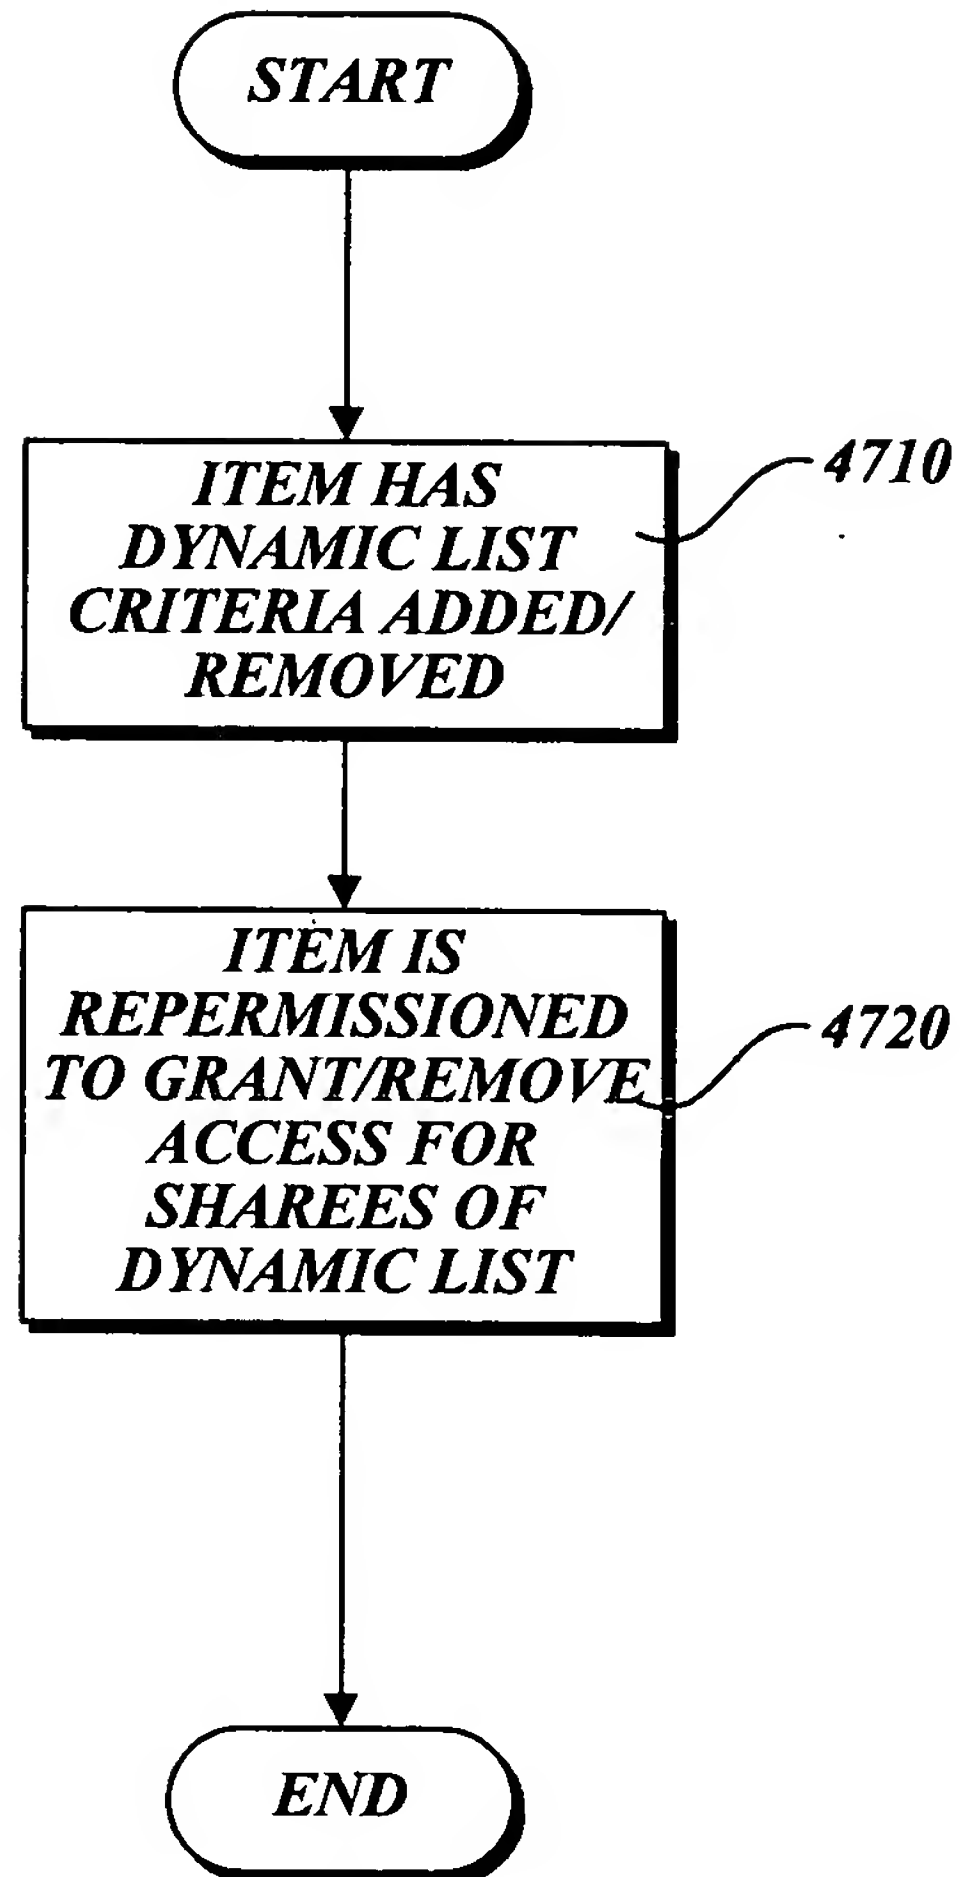 START
ITEM HAS
DYNAMIC LIST
CRITERIA ADDED/
REMOVED
4710
ITEM IS
REPERMISSIONED
TO GRANT/REMOVE
ACCESS FOR
SHAREES OF
DYNAMIC LIST
4720
END